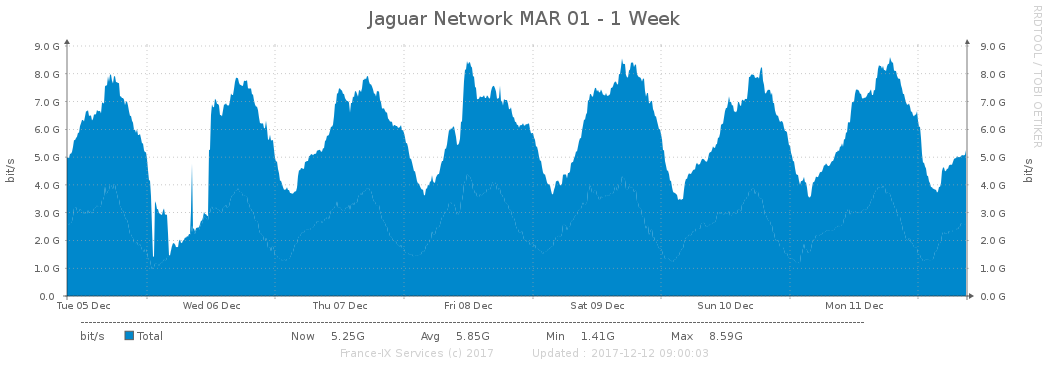 Jaguar Network MAR 01 - 1 Week
RRDTOOL / TOBI OETIKER
bit/s
9.0 G
8.0 G
7.0 G
6.0 G
5.0 G
4.0 G
3.0 G
2.0 G
1.0 G
0.0
9.0 G
8.0 G
7.0 G
6.0 G
5.0 G
4.0 G
3.0 G
2.0 G
1.0 G
0.0 G
bit/s
Tue 05 Dec Wed 06 Dec Thu 07 Dec Fri 08 Dec Sat 09 Dec Sun 10 Dec Mon 11 Dec
bit/s Total Now 5.25G Avg 5.85G Min 1.41G Max 8.59G
France-IX Services (c) 2017 Updated : 2017-12-12 09:00:03